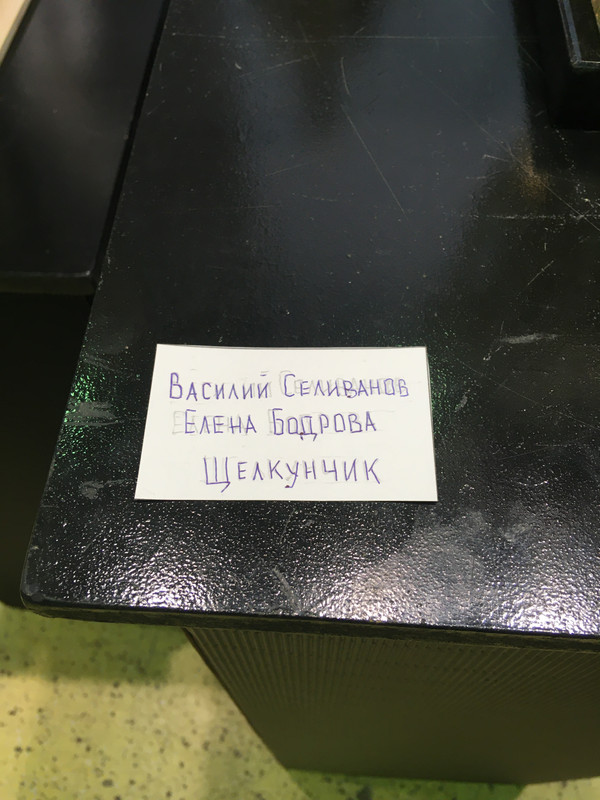 Василий Селиванов
Елена Бодрова
Щелкунчик